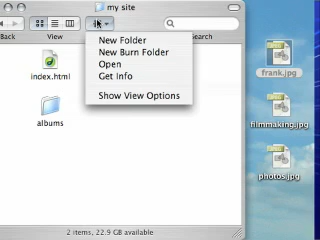 my site
Back
View
Search
New Folder
New Burn Folder
Open
Get Info
Show View Options
index.html
albums
frank.jpg
filmmaking.jpg
photos.jpg
2 items, 22.9 GB available